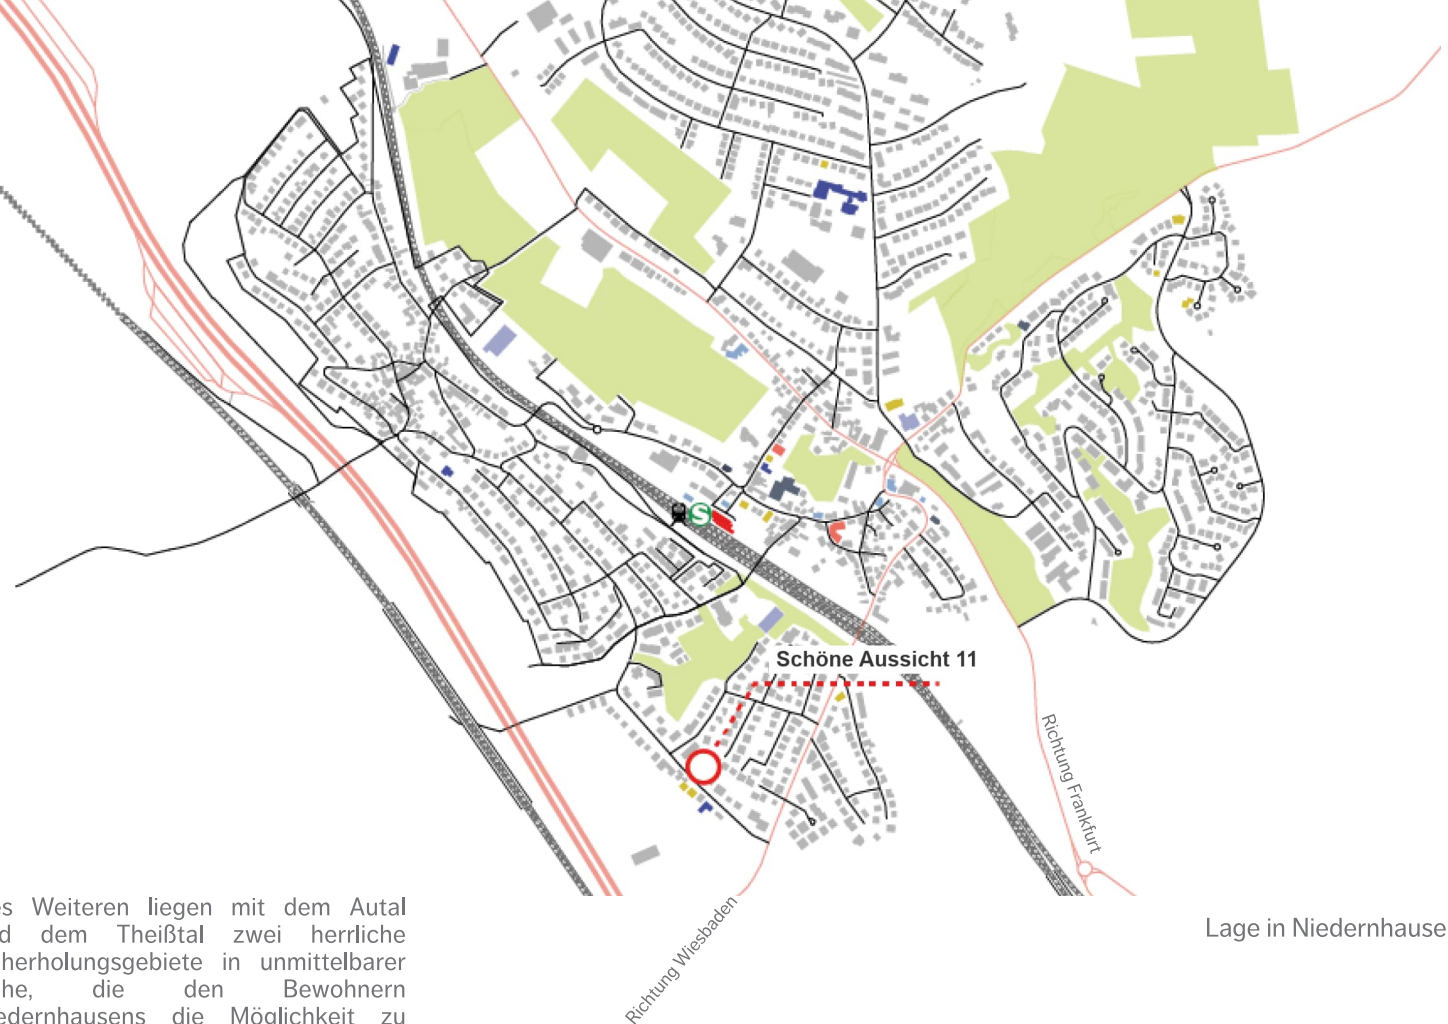 S
Schöne Aussicht 11
Richtung Frankfurt
Richtung Wiesbaden
Lage in Niedernhause
es Weiteren liegen mit dem Autal
d dem Theißtal zwei herrliche
herholungsgebiete in unmittelbarer
he, die den Bewohnern
edernhausens die Möglichkeit zu